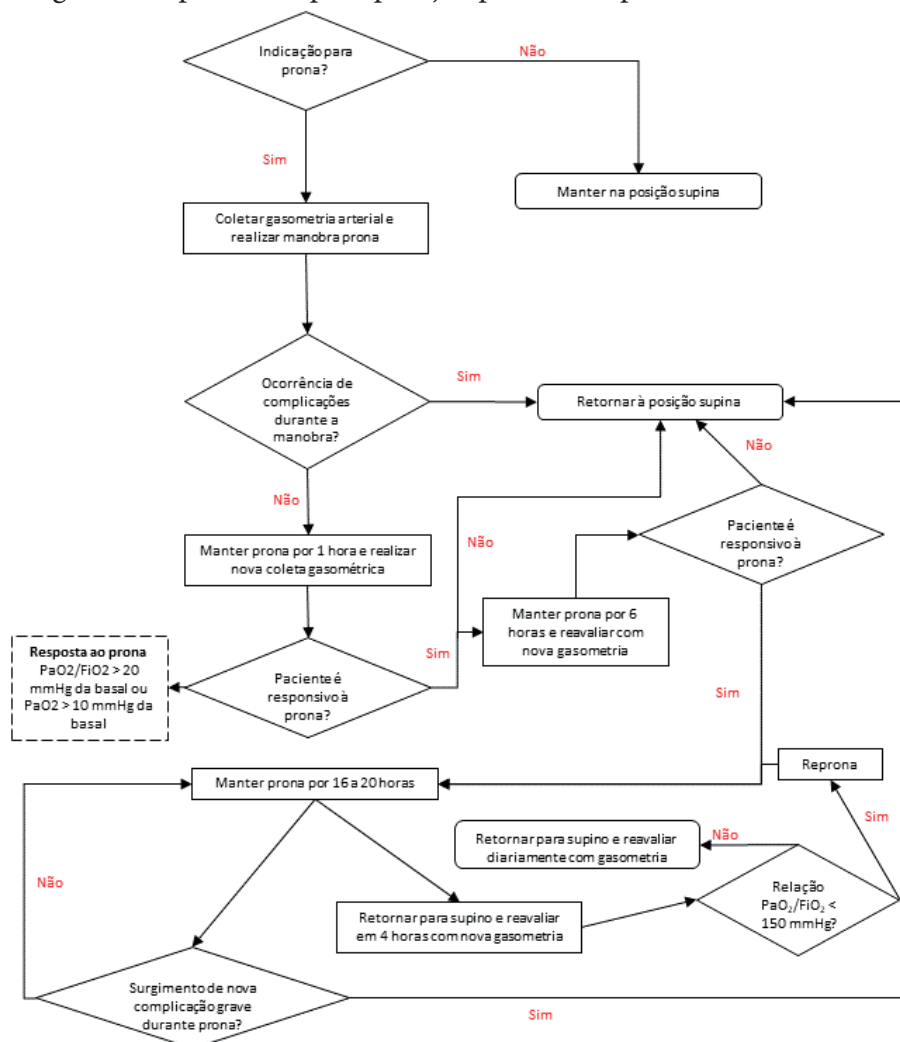 Indicação para
prona?
Não
Sim
Manter na posição supina
Coletar gasometria arterial e
realizar manobra prona
Ocorrência de
complicações
durante a
manobra?
Sim
Retornar à posição supina
Não
Não
Manter prona por 1 hora e realizar
nova coleta gasométrica
Não
Paciente é
responsivo à
prona?
Manter prona por 6
horas e reavaliar com
nova gasometria
Sim
Resposta ao prona
PaO2/FiO2 > 20
mmHg da basal ou
PaO2 > 10 mmHg da
basal
Paciente é
responsivo à
prona?
Sim
Manter prona por 16 a 20 horas
Reprona
Sim
Retornar para supino e reavaliar
diariamente com gasometria
Não
Não
Relação
PaO₂/FiO₂ <
150 mmHg?
Retornar para supino e reavaliar
em 4 horas com nova gasometria
Surgimento de nova
complicação grave
durante prona?
Sim